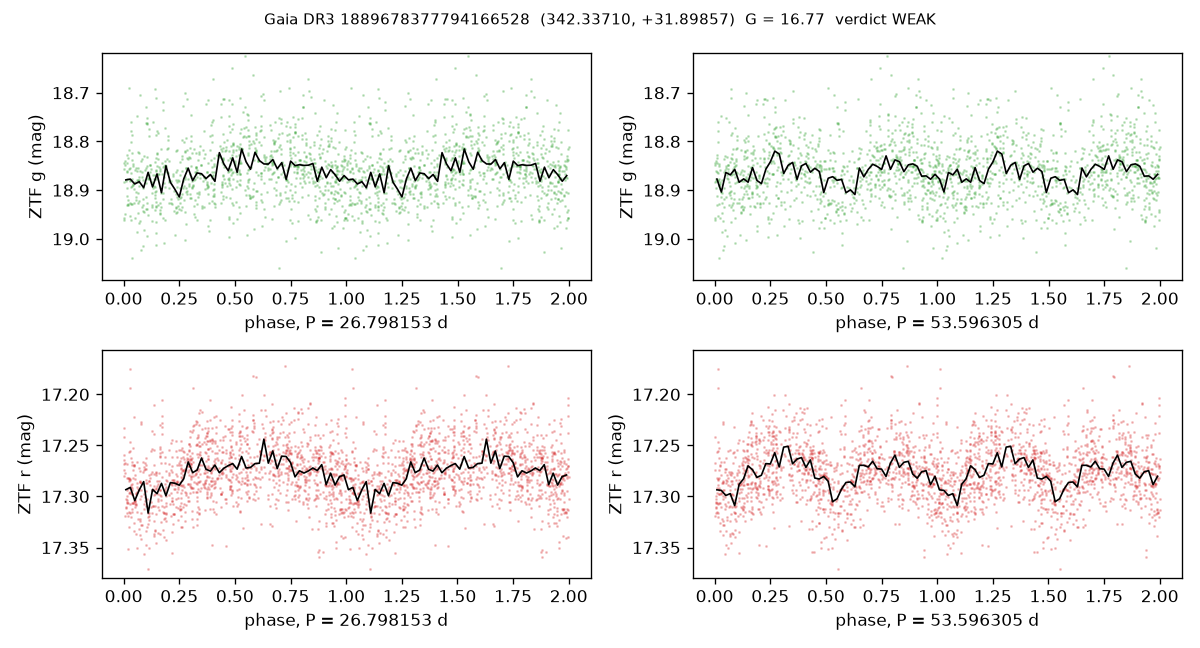 Gaia DR3 1889678377794166528  (342.33710, +31.89857)  G = 16.77  verdict WEAK
ZTF g (mag)
18.7
18.8
18.9
19.0
0.00 0.25 0.50 0.75 1.00 1.25 1.50 1.75 2.00
phase, P = 26.798153 d
ZTF g (mag)
18.7
18.8
18.9
19.0
0.00 0.25 0.50 0.75 1.00 1.25 1.50 1.75 2.00
phase, P = 53.596305 d
ZTF r (mag)
17.20
17.25
17.30
17.35
0.00 0.25 0.50 0.75 1.00 1.25 1.50 1.75 2.00
phase, P = 26.798153 d
ZTF r (mag)
17.20
17.25
17.30
17.35
0.00 0.25 0.50 0.75 1.00 1.25 1.50 1.75 2.00
phase, P = 53.596305 d